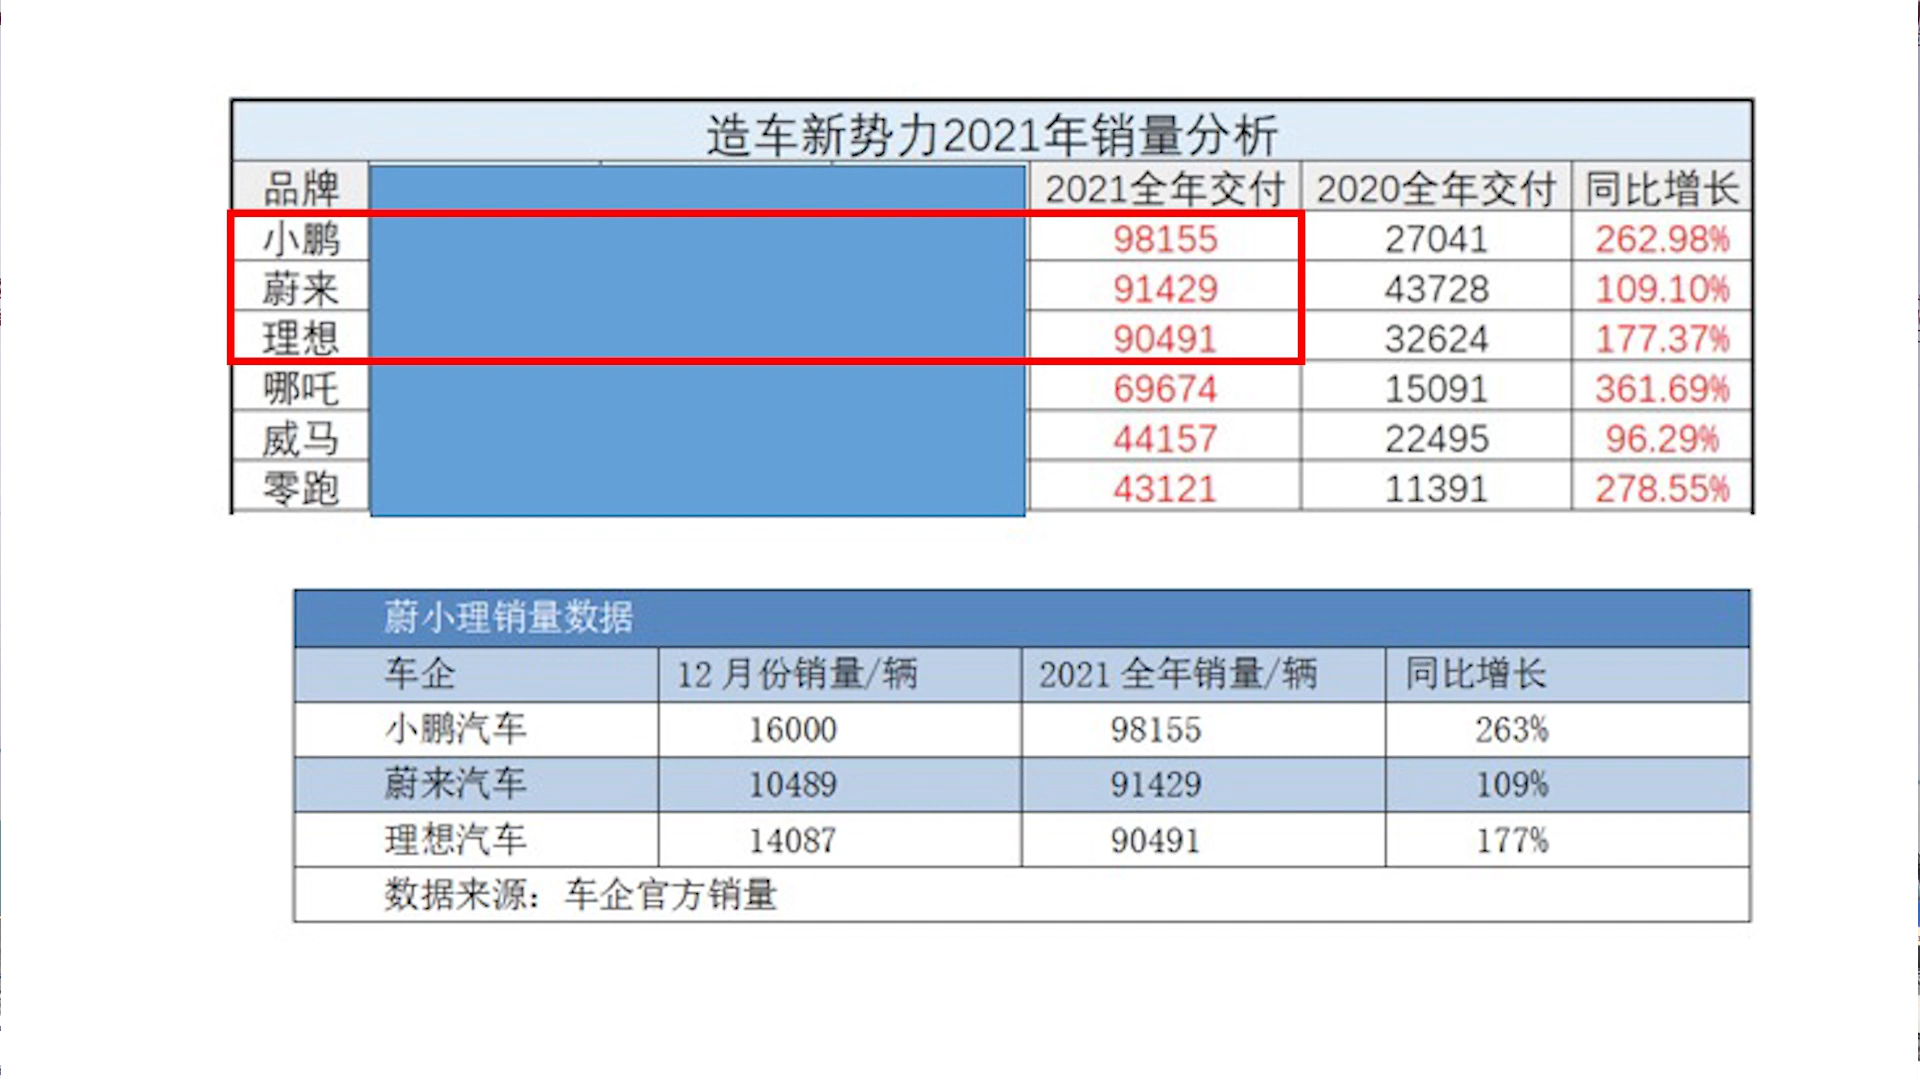 造车新势力2021年销量分析
品牌 2021全年交付 2020全年交付 同比增长
小鹏 98155 27041 262.98%
蔚来 91429 43728 109.10%
理想 90491 32624 177.37%
哪吒 69674 15091 361.69%
威马 44157 22495 96.29%
零跑 43121 11391 278.55%
蔚小理销量数据
车企 12月份销量/辆 2021全年销量/辆 同比增长
小鹏汽车 16000 98155 263%
蔚来汽车 10489 91429 109%
理想汽车 14087 90491 177%
数据来源：车企官方销量